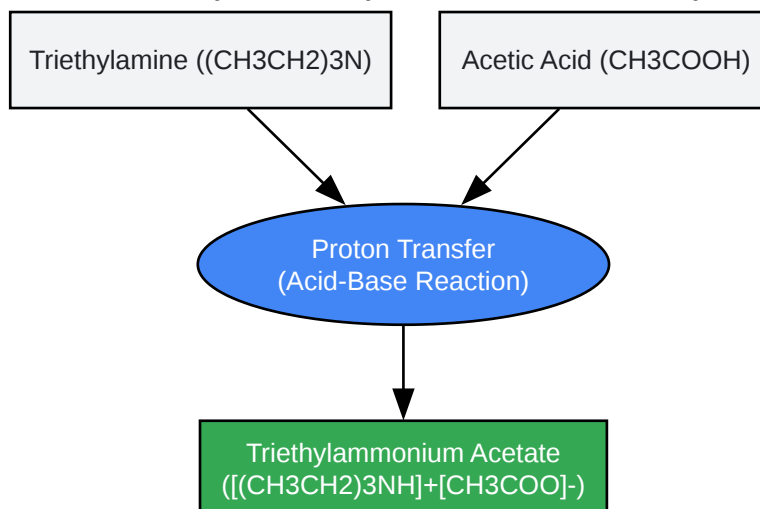 Triethylamine ((CH3CH2)3N)
Acetic Acid (CH3COOH)
Proton Transfer
(Acid-Base Reaction)
Triethylammonium Acetate
([(CH3CH2)3NH]+[CH3COO]-)